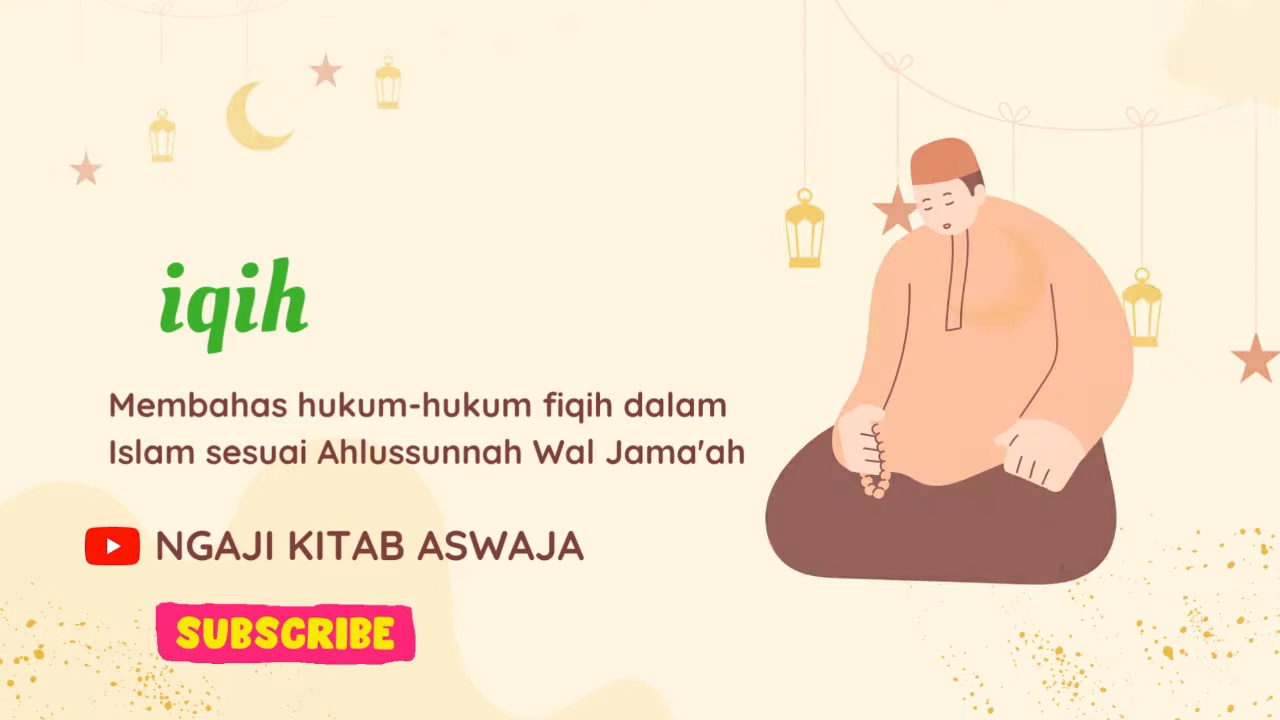 iqih
Membahas hukum-hukum fiqih dalam
Islam sesuai Ahlussunnah Wal Jama'ah
NGAJI KITAB ASWAJA
SUBSCRIBE